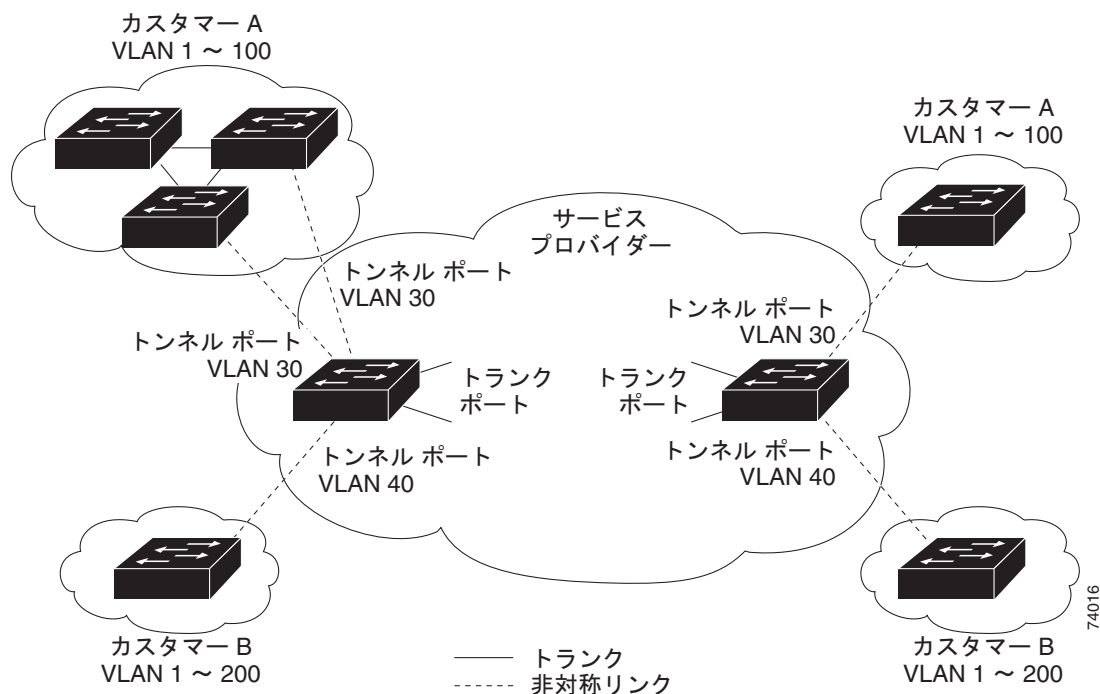 カスタマー A
VLAN 1 ～ 100
カスタマー A
VLAN 1 ～ 100
サービス
プロバイダー
トンネル ポート
VLAN 30
トンネル ポート
VLAN 30
トンネル ポート
VLAN 30
トランク
ポート
トランク
ポート
トンネル ポート
VLAN 40
トンネル ポート
VLAN 40
カスタマー B
VLAN 1 ～ 200
カスタマー B
VLAN 1 ～ 200
トランク
非対称リンク
74016